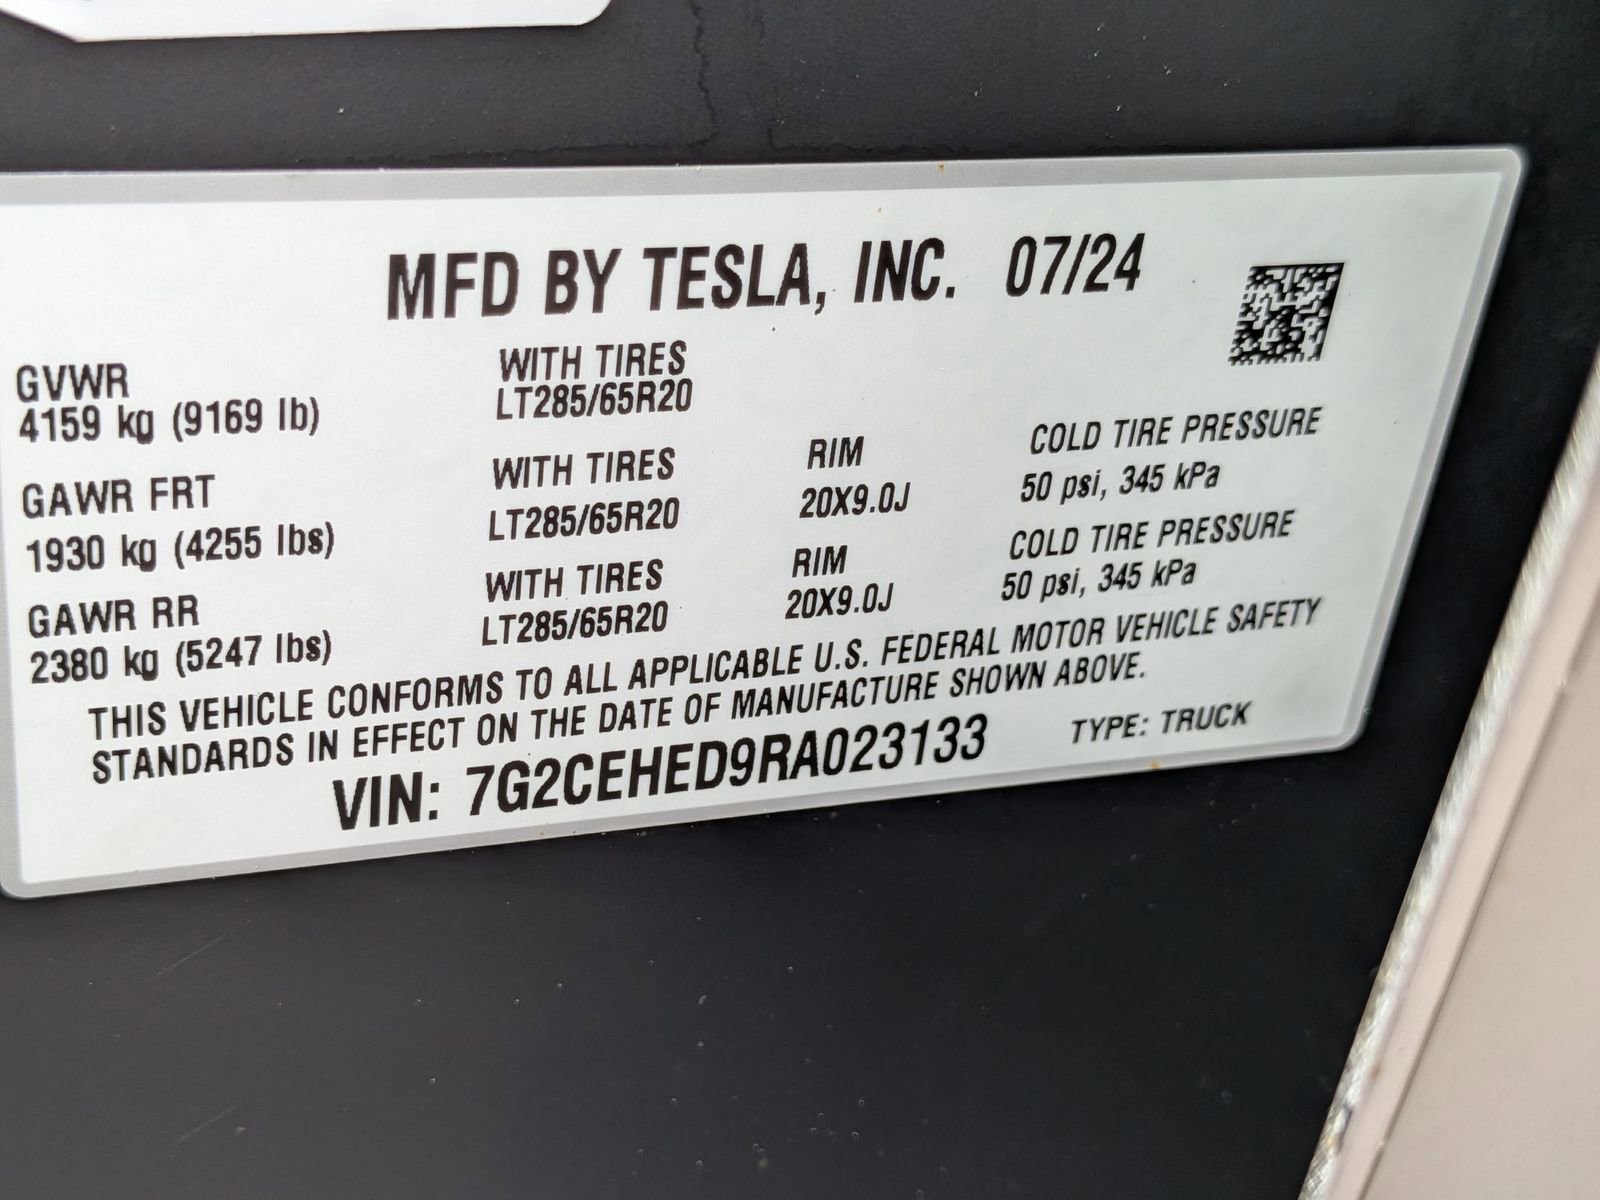 MFD BY TESLA, INC. 07/24
GVWR
4159 kg (9169 lb)
WITH TIRES
LT285/65R20
GAWR FRT
1930 kg (4255 lbs)
WITH TIRES
LT285/65R20
RIM
20X9.0J
COLD TIRE PRESSURE
50 psi, 345 kPa
GAWR RR
2380 kg (5247 lbs)
WITH TIRES
LT285/65R20
RIM
20X9.0J
COLD TIRE PRESSURE
50 psi, 345 kPa
THIS VEHICLE CONFORMS TO ALL APPLICABLE U.S. FEDERAL MOTOR VEHICLE SAFETY
STANDARDS IN EFFECT ON THE DATE OF MANUFACTURE SHOWN ABOVE.
VIN: 7G2CEHED9RA023133
TYPE: TRUCK